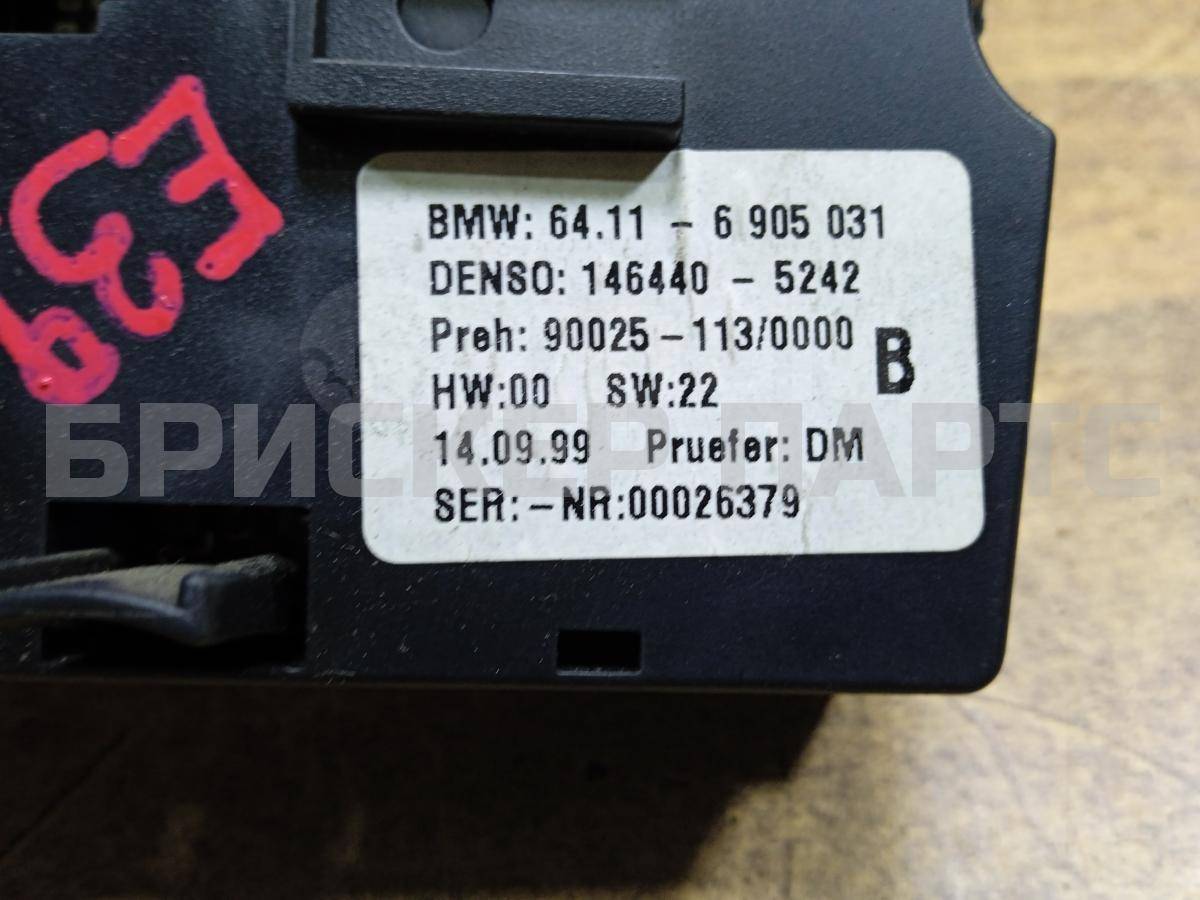 E39
BMW: 64.11 - 6 905 031
DENSO: 146440 - 5242
Preh: 90025-113/0000
B
HW:00 SW:22
14.09.99 Pruefer: DM
SER:-NR:00026379
БРИСКЕР ПАРТС